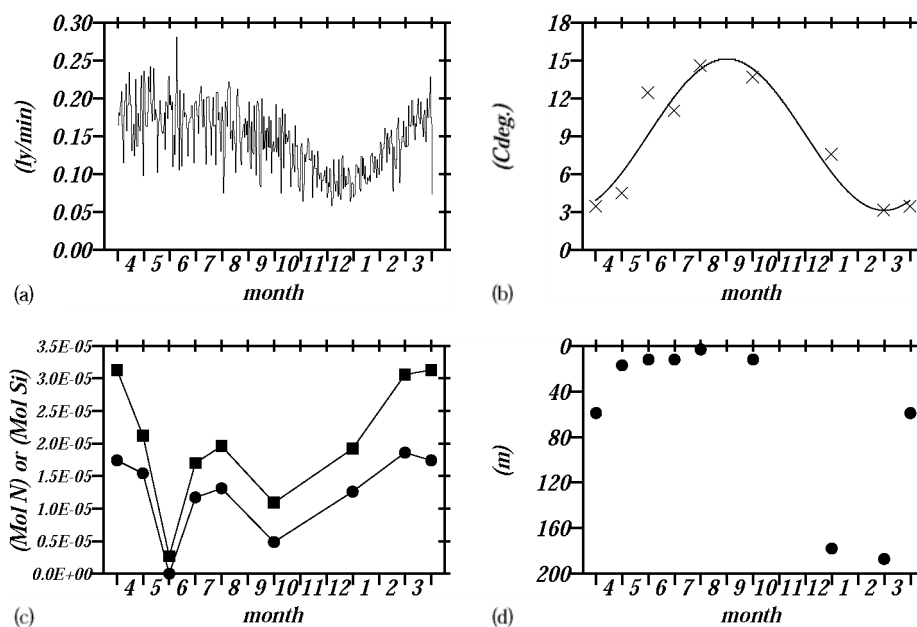 0.30
0.25
0.20
0.15
0.10
0.05
0.00
(ly/min)
4 5 6 7 8 9 10 11 12 1 2 3
month
(a)
18
15
12
9
6
3
0
(Cdeg.)
4 5 6 7 8 9 10 11 12 1 2 3
month
(b)
3.5E-05
3.0E-05
2.5E-05
2.0E-05
1.5E-05
1.0E-05
0.5E-05
0.0E+00
(Mol N) or (Mol Si)
4 5 6 7 8 9 10 11 12 1 2 3
month
(c)
0
40
80
120
160
200
(m)
4 5 6 7 8 9 10 11 12 1 2 3
month
(d)